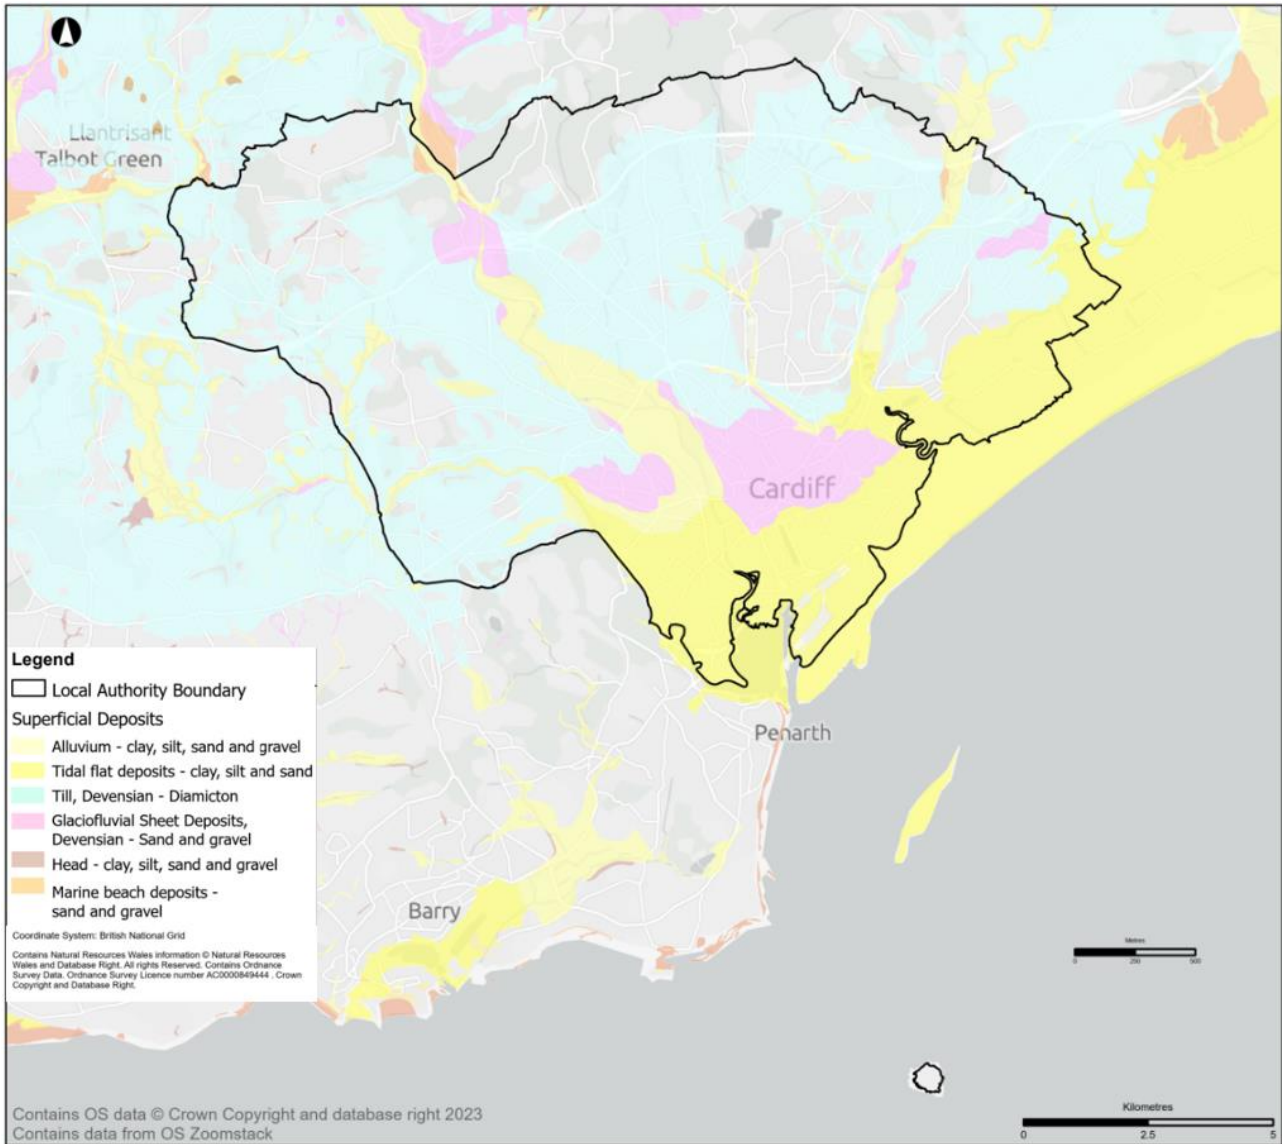 Llantrisant
Talbot Green
Cardiff
Penarth
Barry
Legend
Local Authority Boundary
Superficial Deposits
Alluvium - clay, silt, sand and gravel
Tidal flat deposits - clay, silt and sand
Till, Devensian - Diamicton
Glaciofluvial Sheet Deposits,
Devensian - Sand and gravel
Head - clay, silt, sand and gravel
Marine beach deposits -
sand and gravel
Coordinate System: British National Grid
Contains Natural Resources Wales information © Natural Resources
Wales and Database Right. All rights Reserved. Contains Ordnance
Survey Data. Ordnance Survey Licence number AC0000849444 . Crown
Copyright and Database Right.
Metres
0 250 500
Contains OS data © Crown Copyright and database right 2023
Contains data from OS Zoomstack
Kilometres
0 2.5 5